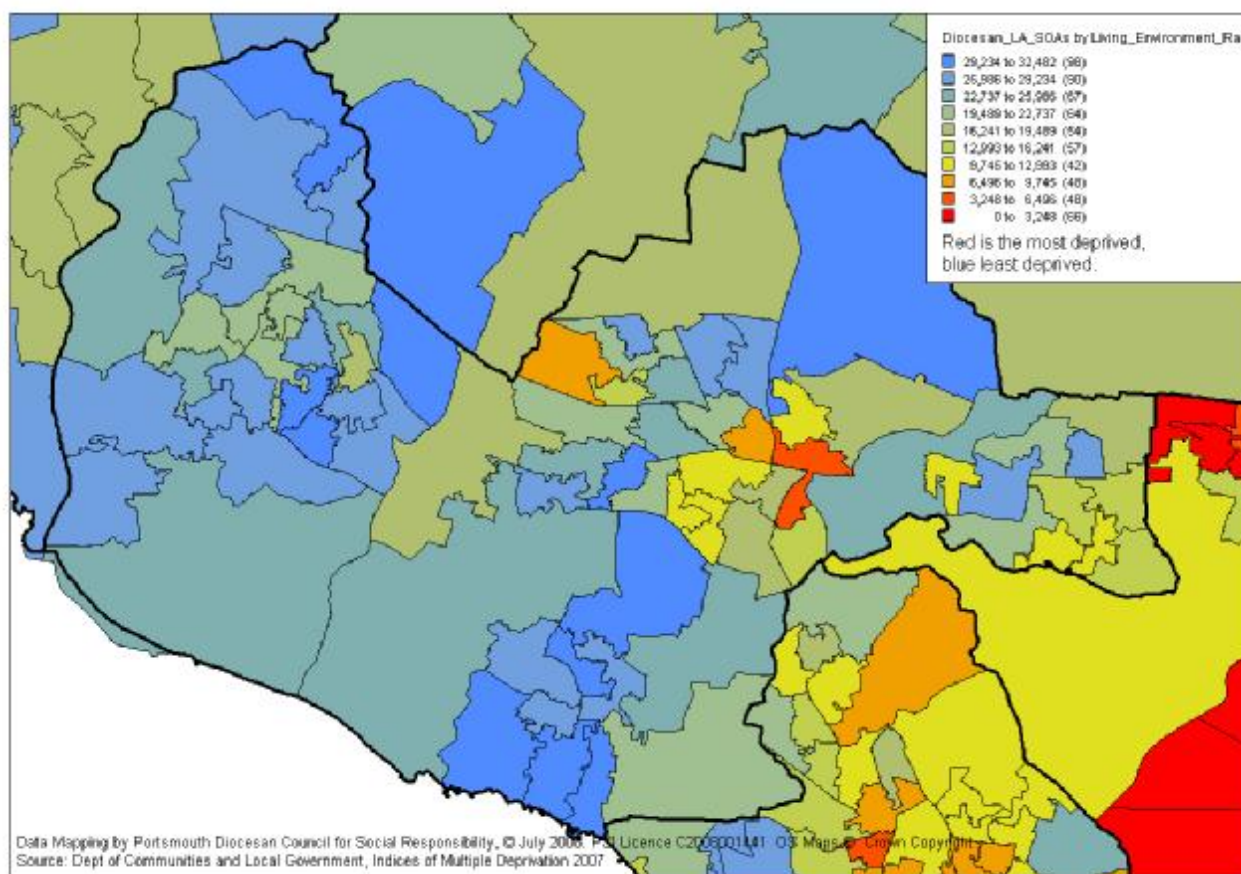 Diocesan_LA_SOAs by Living_Environment_Ra
29,234 to 32,482 (98)
25,986 to 29,234 (90)
22,737 to 25,986 (67)
19,489 to 22,737 (64)
16,241 to 19,489 (54)
12,993 to 16,241 (57)
9,745 to 12,993 (42)
6,496 to 9,745 (48)
3,248 to 6,496 (48)
0 to 3,248 (66)
Red is the most deprived,
blue least deprived.
Data Mapping by Portsmouth Diocesan Council for Social Responsibility, © July 2008. Licence OS Maps © Crown Copyright
Source: Dept of Communities and Local Government, Indices of Multiple Deprivation 2007